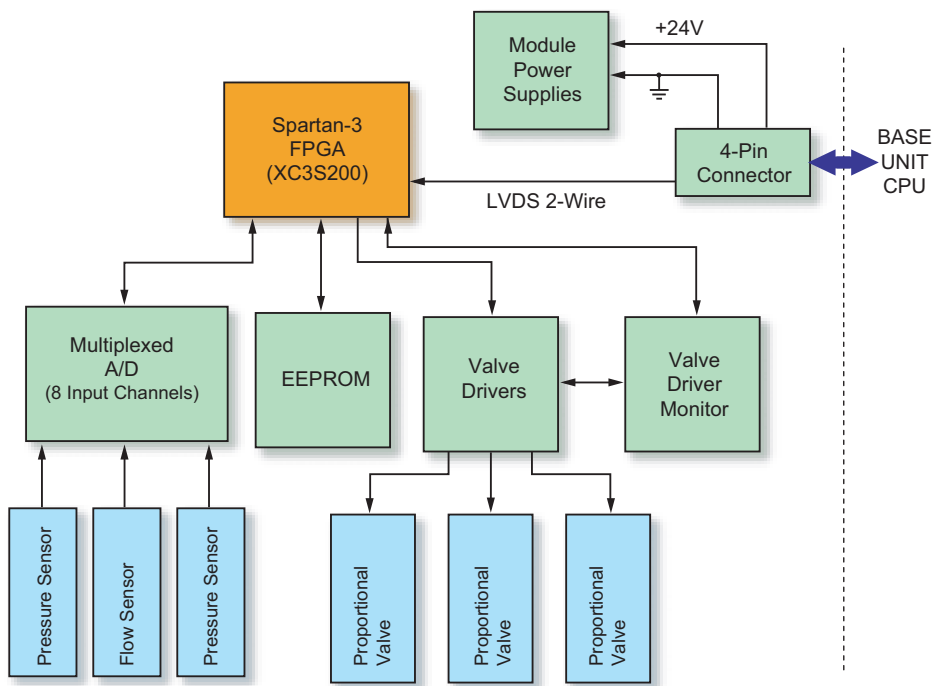 +24V
Module
Power
Supplies
Spartan-3
FPGA
(XC3S200)
4-Pin
Connector
BASE
UNIT
CPU
LVDS 2-Wire
Multiplexed
A/D
(8 Input Channels)
EEPROM
Valve
Drivers
Valve
Driver
Monitor
Pressure Sensor
Flow Sensor
Pressure Sensor
Proportional
Valve
Proportional
Valve
Proportional
Valve